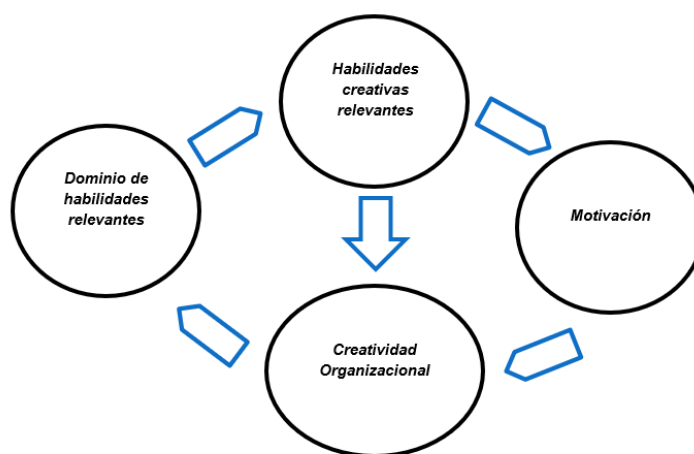 Habilidades
creativas
relevantes
Dominio de
habilidades
relevantes
Motivación
Creatividad
Organizacional